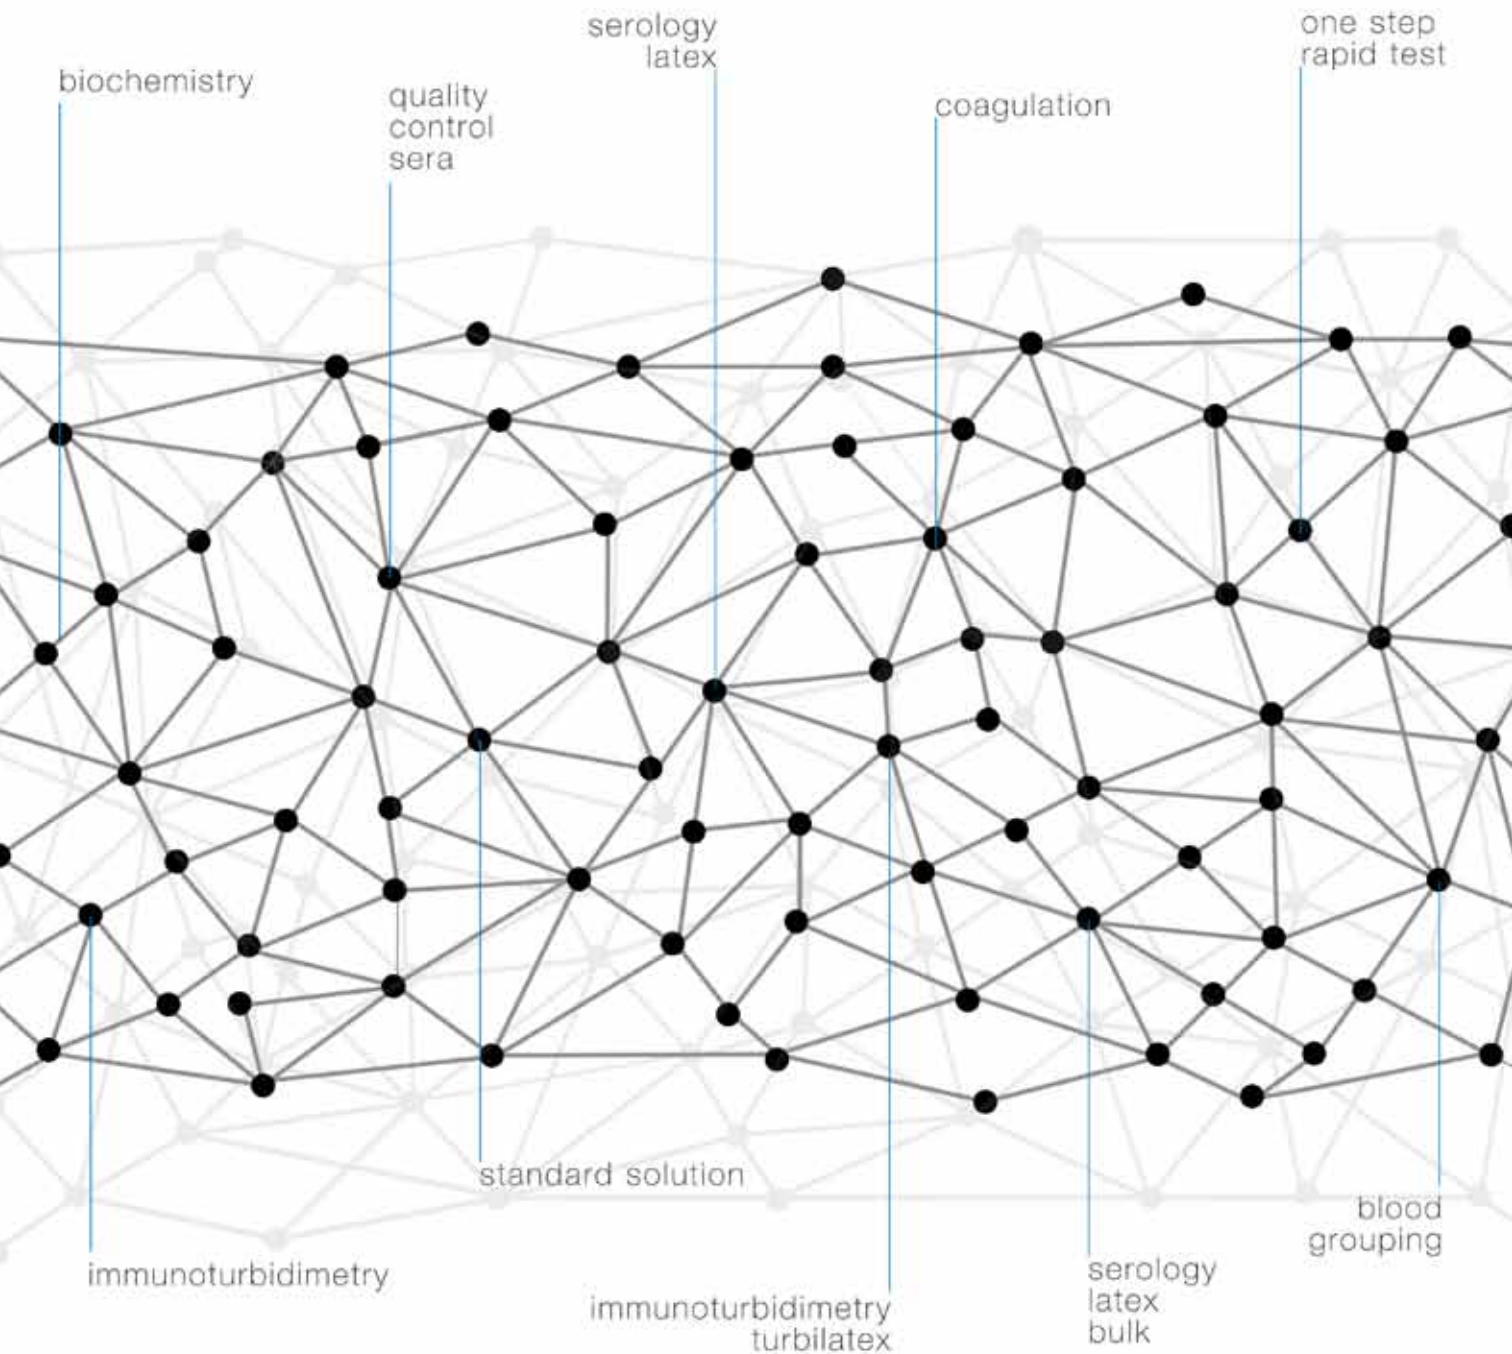 serology
latex
one step
rapid test
biochemistry
quality
control
sera
coagulation
standard solution
blood
grouping
immunoturbidimetry
serology
latex
bulk
immunoturbidimetry
turbilatex